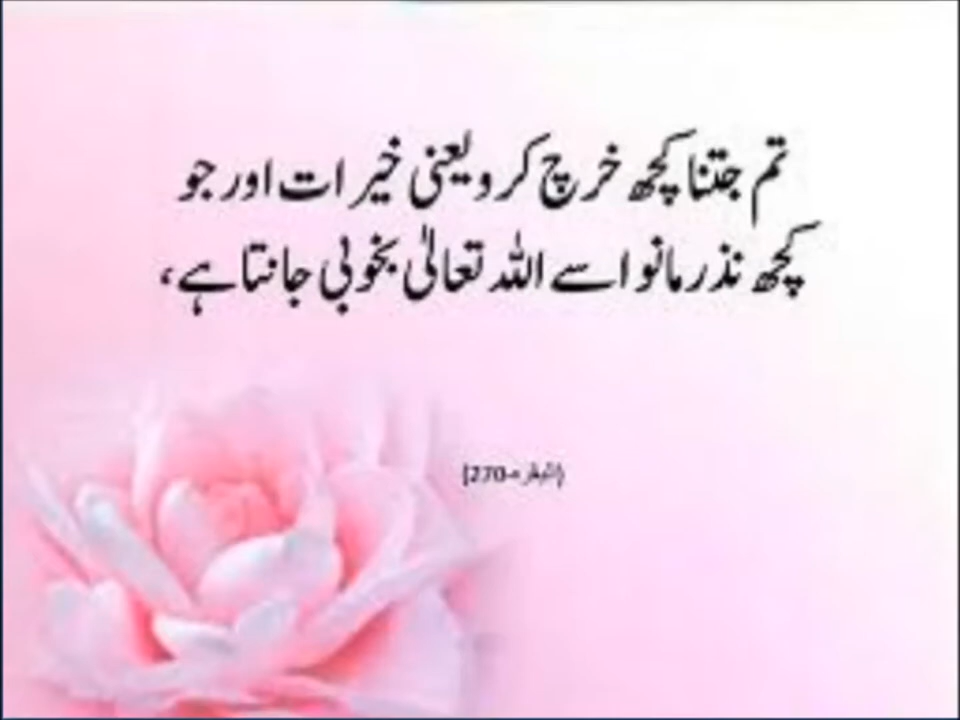 تم جتنا کچھ خرچ کرو یعنی خیرات اور جو
کچھ نذر مانو اسے اللہ تعالیٰ بخوبی جانتا ہے،
(البقرہ-270)